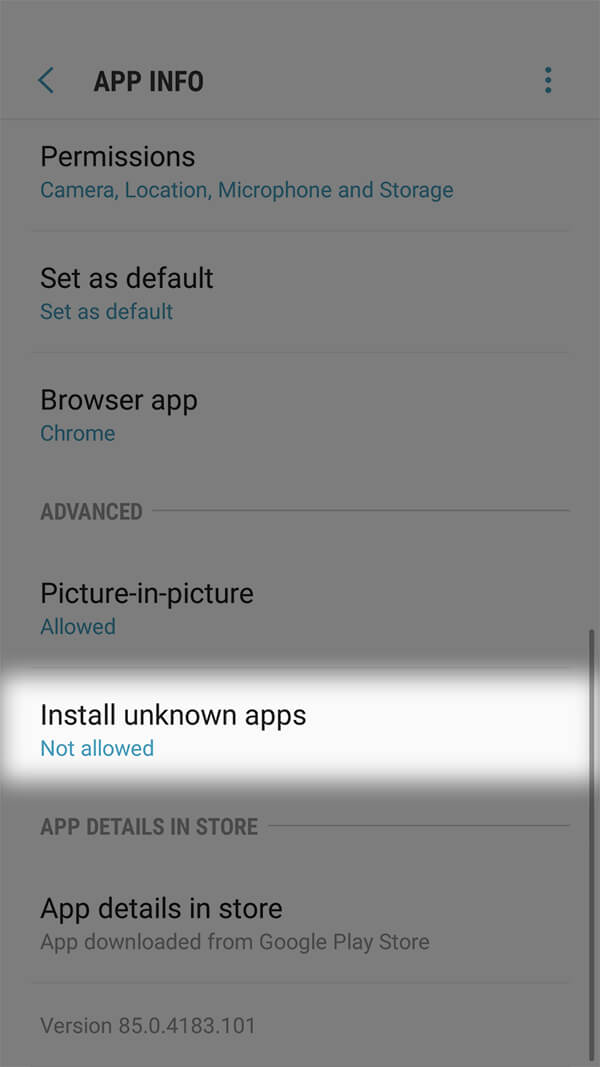 APP INFO
Permissions
Camera, Location, Microphone and Storage
Set as default
Set as default
Browser app
Chrome
ADVANCED
Picture-in-picture
Allowed
Install unknown apps
Not allowed
APP DETAILS IN STORE
App details in store
App downloaded from Google Play Store
Version 85.0.4183.101